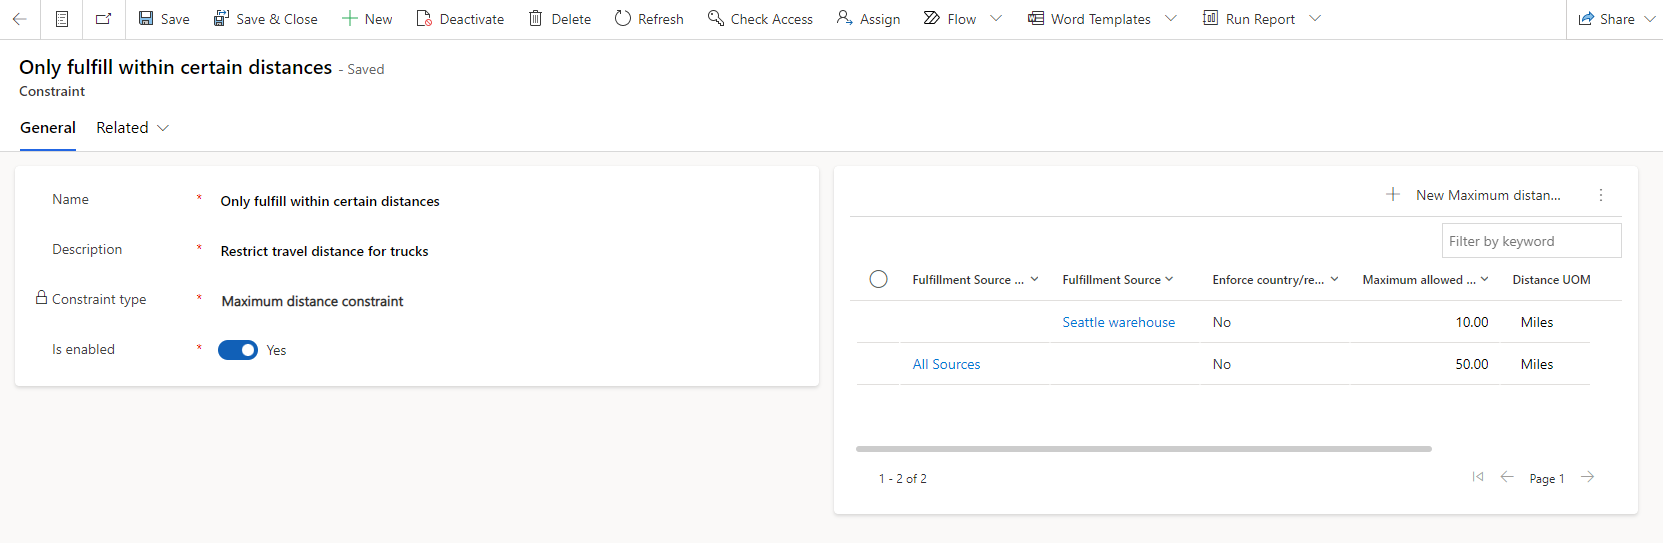 Save Save & Close New Deactivate Delete Refresh Check Access Assign Flow Word Templates Run Report Share
Only fulfill within certain distances - Saved
Constraint
General Related
Name * Only fulfill within certain distances
Description * Restrict travel distance for trucks
Constraint type * Maximum distance constraint
Is enabled * Yes
New Maximum distan...
Filter by keyword
Fulfillment Source ... Fulfillment Source Enforce country/re... Maximum allowed ... Distance UOM
Seattle warehouse No 10.00 Miles
All Sources No 50.00 Miles
1 - 2 of 2 Page 1